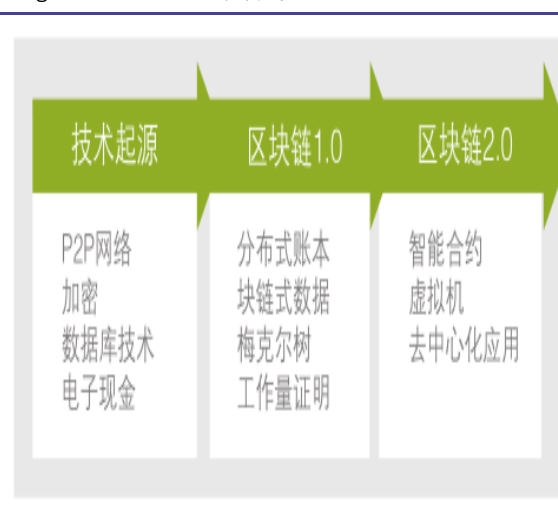 技术起源
P2P网络
加密
数据库技术
电子现金
区块链1.0
分布式账本
块链式数据
梅克尔树
工作量证明
区块链2.0
智能合约
虚拟机
去中心化应用